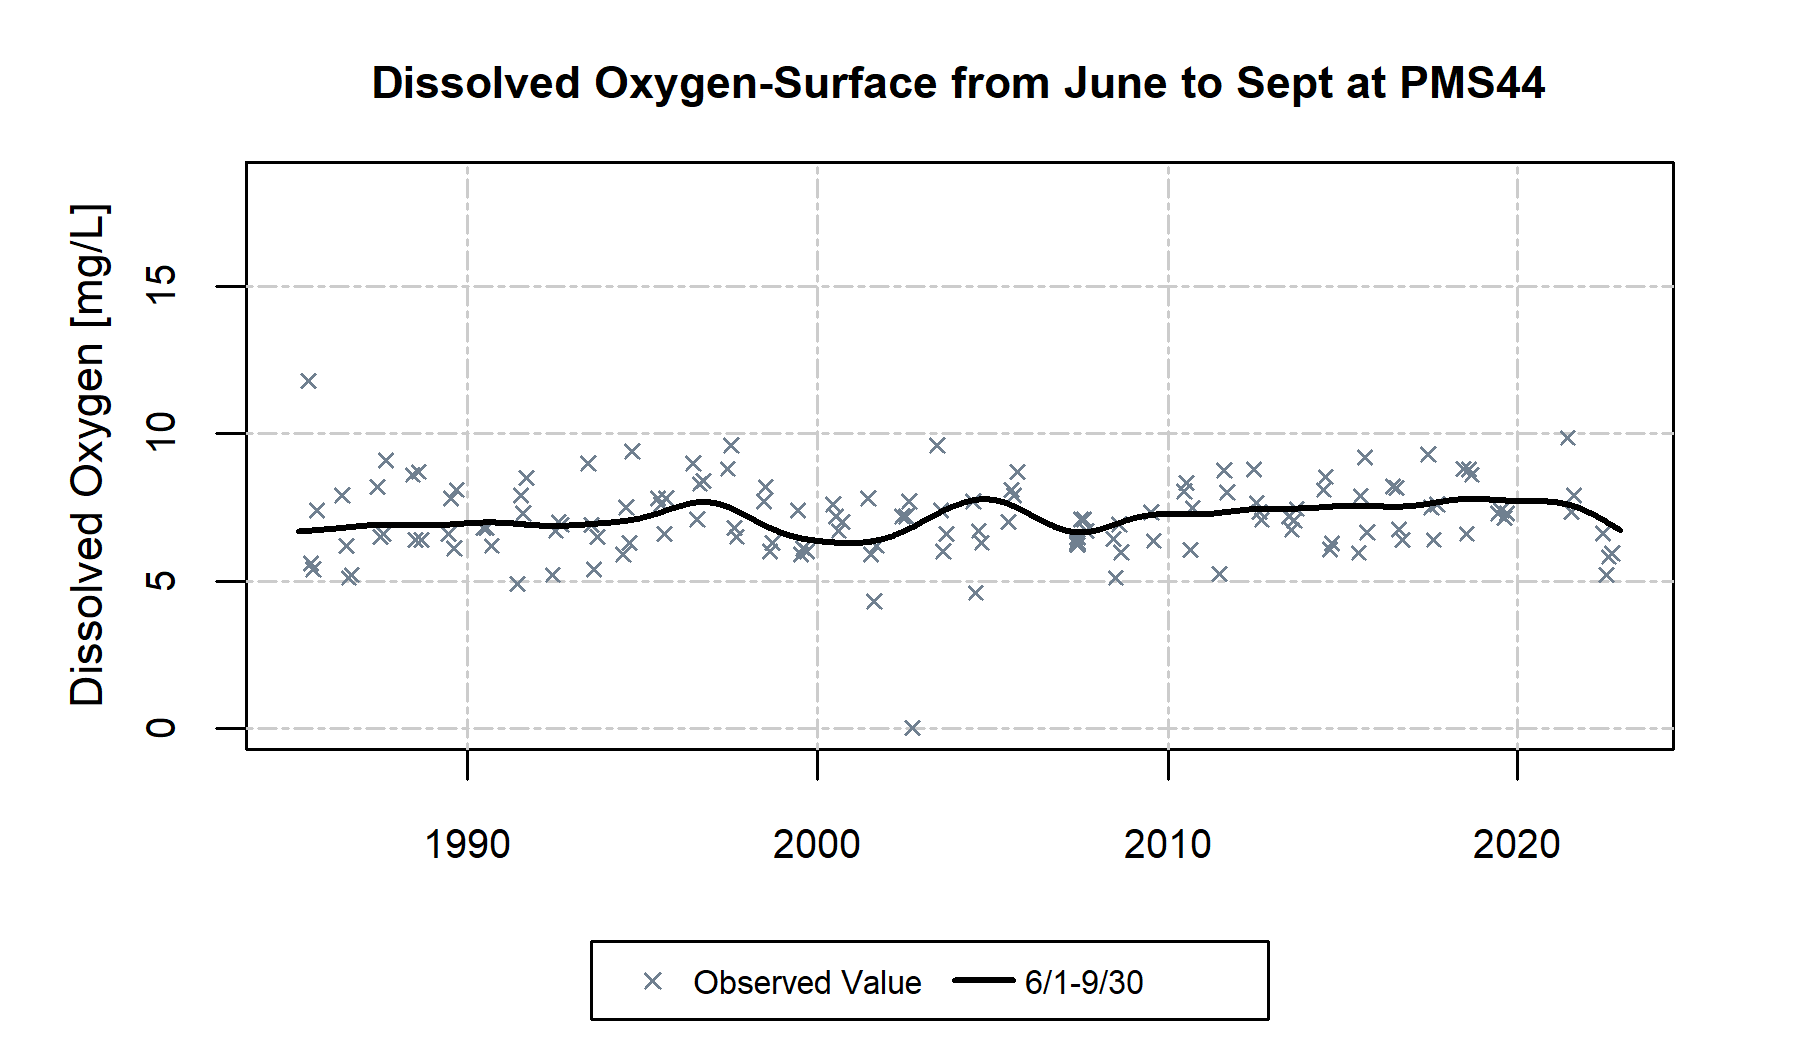 Dissolved Oxygen-Surface from June to Sept at PMS44
Dissolved Oxygen [mg/L]
15
10
5
0
1990 2000 2010 2020
Observed Value 6/1-9/30